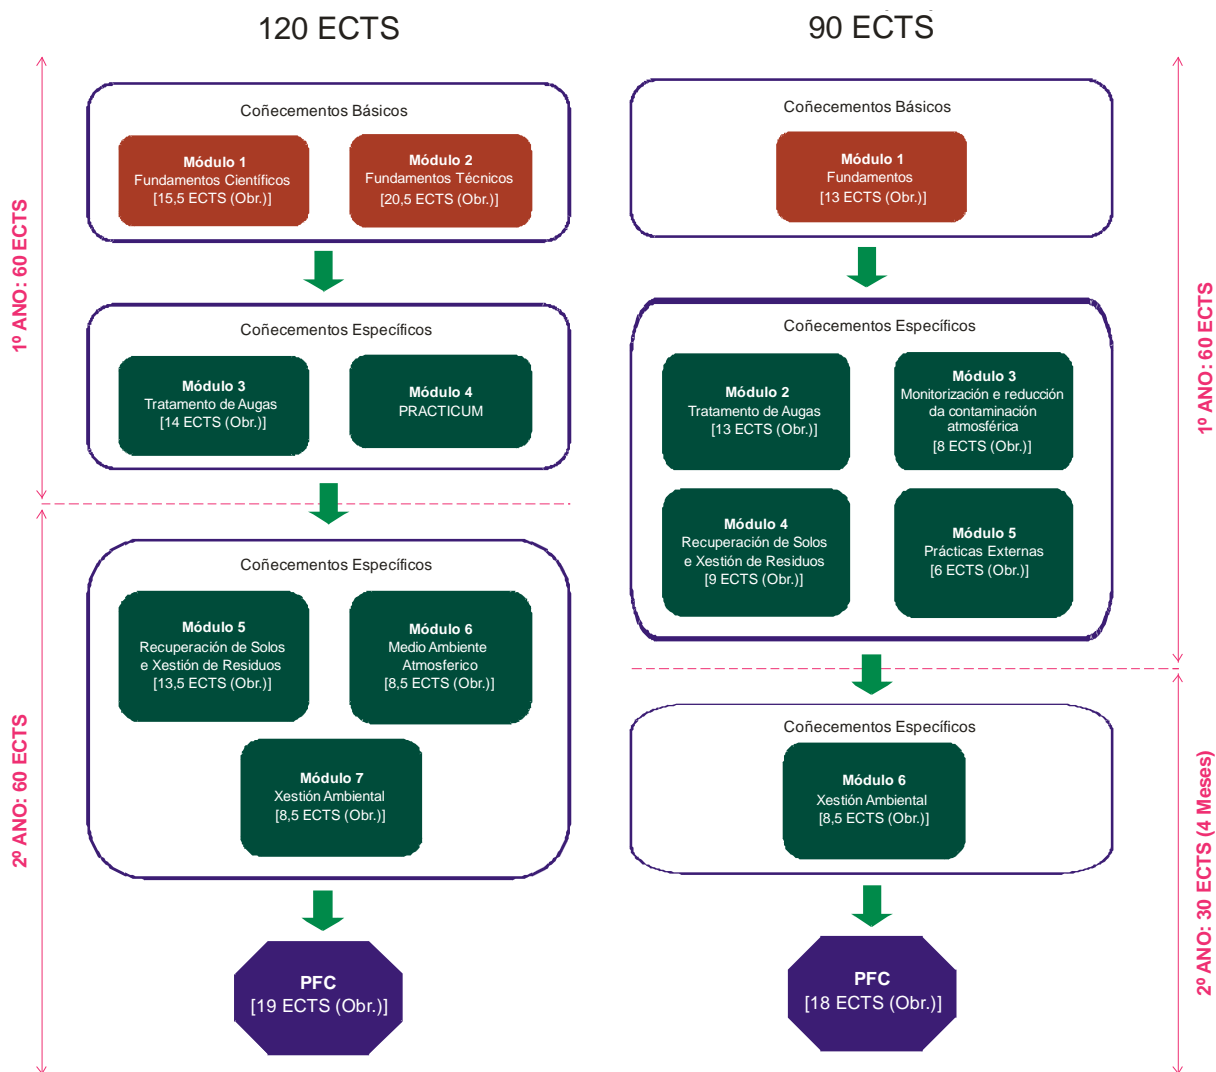 120 ECTS
1º ANO: 60 ECTS
Coñecementos Básicos
Módulo 1
Fundamentos Científicos
[15,5 ECTS (Obr.)]
Módulo 2
Fundamentos Técnicos
[20,5 ECTS (Obr.)]
Coñecementos Específicos
Módulo 3
Tratamento de Augas
[14 ECTS (Obr.)]
Módulo 4
PRACTICUM
2º ANO: 60 ECTS
Coñecementos Específicos
Módulo 5
Recuperación de Solos
e Xestión de Residuos
[13,5 ECTS (Obr.)]
Módulo 6
Medio Ambiente
Atmosferico
[8,5 ECTS (Obr.)]
Módulo 7
Xestión Ambiental
[8,5 ECTS (Obr.)]
PFC
[19 ECTS (Obr.)]
90 ECTS
1º ANO: 60 ECTS
Coñecementos Básicos
Módulo 1
Fundamentos
[13 ECTS (Obr.)]
Coñecementos Específicos
Módulo 2
Tratamento de Augas
[13 ECTS (Obr.)]
Módulo 3
Monitorización e reducción
da contaminación
atmosférica
[8 ECTS (Obr.)]
Módulo 4
Recuperación de Solos
e Xestión de Residuos
[9 ECTS (Obr.)]
Módulo 5
Prácticas Externas
[6 ECTS (Obr.)]
2º ANO: 30 ECTS (4 Meses)
Coñecementos Específicos
Módulo 6
Xestión Ambiental
[8,5 ECTS (Obr.)]
PFC
[18 ECTS (Obr.)]